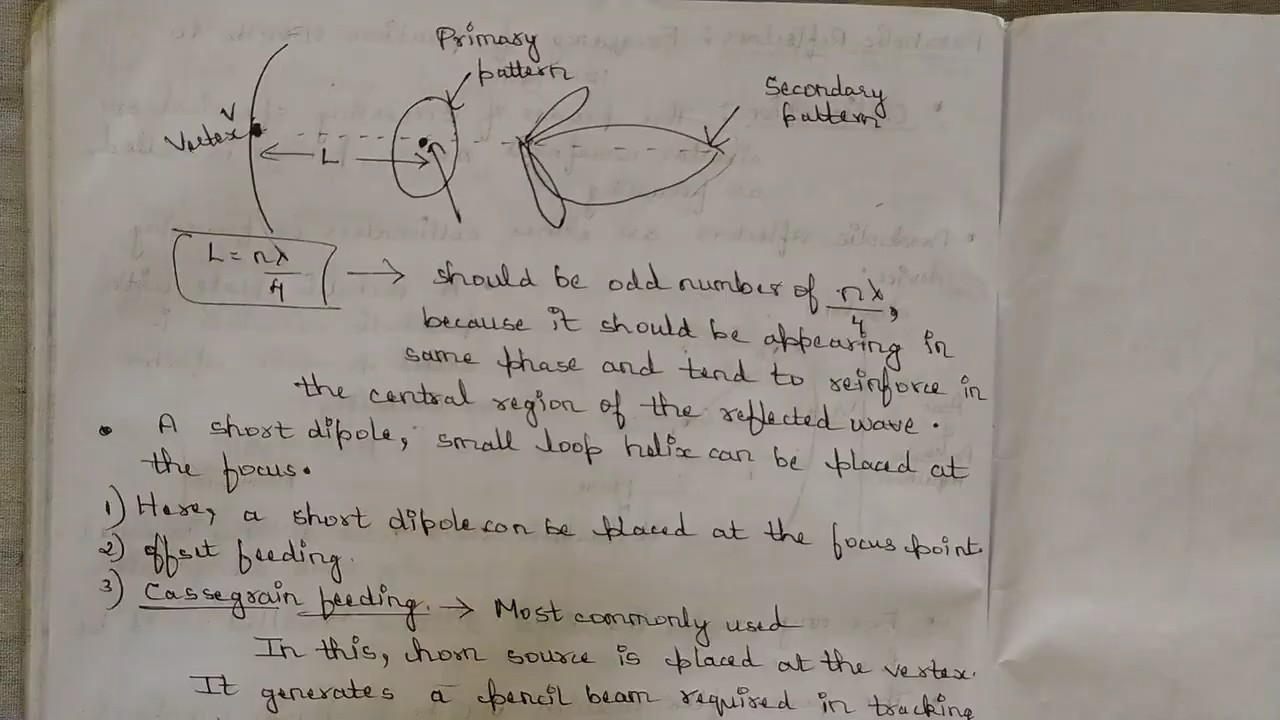 Primary
pattern
Secondary
pattern
V
Vertex
L
L = nλ/4
→ should be odd number of nλ/4,
because it should be appearing in
same phase and tend to reinforce in
the central region of the reflected wave.
• A short dipole, small loop helix can be placed at
the focus.
1) Here, a short dipole can be placed at the focus point.
2) offset feeding.
3) Cassegrain feeding. → Most commonly used
In this, horn source is placed at the vertex.
It generates a pencil beam required in tracking